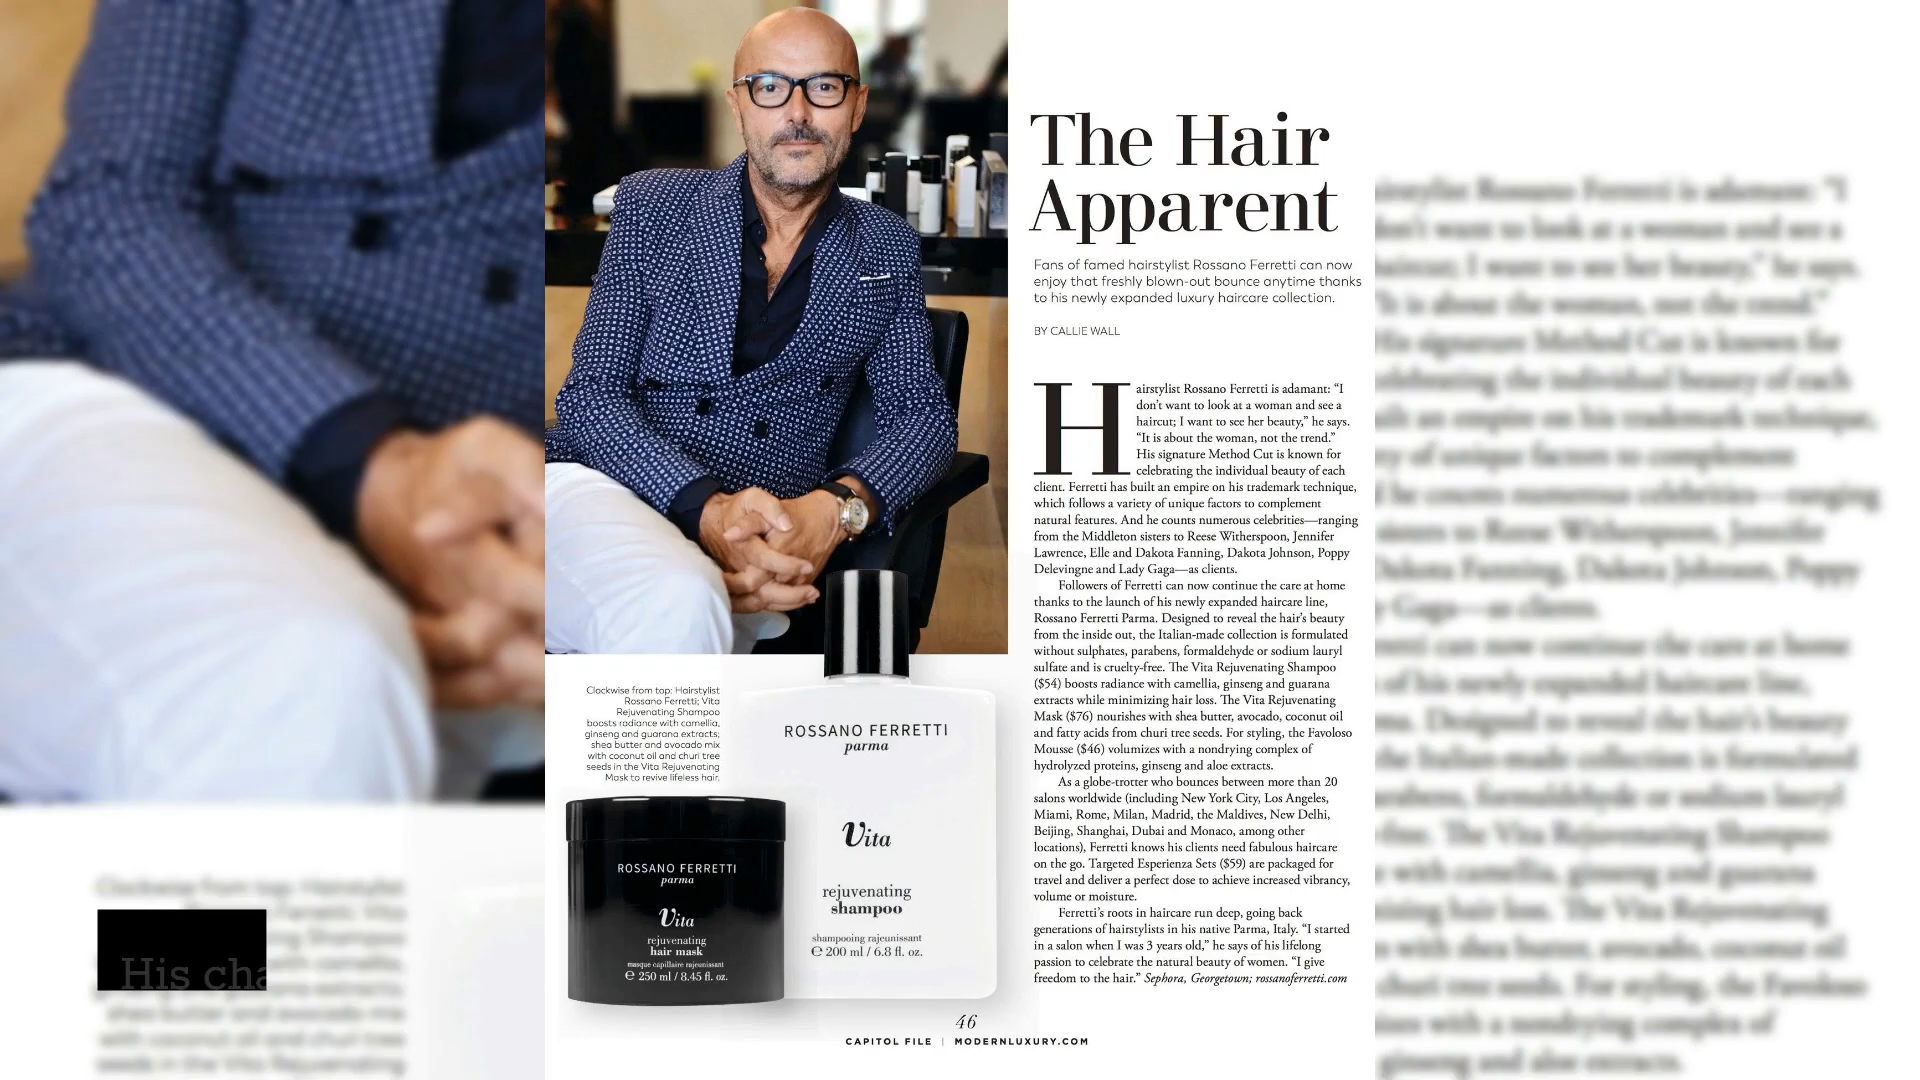 The Hair
Apparent
Fans of famed hairstylist Rossano Ferretti can now
enjoy that freshly blown-out bounce anytime thanks
to his newly expanded luxury haircare collection.
BY CALLIE WALL
Hairstylist Rossano Ferretti is adamant: “I
don’t want to look at a woman and see a
haircut; I want to see her beauty,” he says.
“It is about the woman, not the trend.”
His signature Method Cut is known for
celebrating the individual beauty of each
client. Ferretti has built an empire on his trademark technique,
which follows a variety of unique factors to complement
natural features. And he counts numerous celebrities—ranging
from the Middleton sisters to Reese Witherspoon, Jennifer
Lawrence, Elle and Dakota Fanning, Dakota Johnson, Poppy
Delevingne and Lady Gaga—as clients.
Followers of Ferretti can now continue the care at home
thanks to the launch of his newly expanded haircare line,
Rossano Ferretti Parma. Designed to reveal the hair’s beauty
from the inside out, the Italian-made collection is formulated
without sulphates, parabens, formaldehyde or sodium lauryl
sulfate and is cruelty-free. The Vita Rejuvenating Shampoo
($54) boosts radiance with camellia, ginseng and guarana
extracts while minimizing hair loss. The Vita Rejuvenating
Mask ($76) nourishes with shea butter, avocado, coconut oil
and fatty acids from churi tree seeds. For styling, the Favoloso
Mousse ($46) volumizes with a nondrying complex of
hydrolyzed proteins, ginseng and aloe extracts.
As a globe-trotter who bounces between more than 20
salons worldwide (including New York City, Los Angeles,
Miami, Rome, Milan, Madrid, the Maldives, New Delhi,
Beijing, Shanghai, Dubai and Monaco, among other
locations), Ferretti knows his clients need fabulous haircare
on the go. Targeted Esperienza Sets ($59) are packaged for
travel and deliver a perfect dose to achieve increased vibrancy,
volume or moisture.
Ferretti’s roots in haircare run deep, going back
generations of hairstylists in his native Parma, Italy. “I started
in a salon when I was 3 years old,” he says of his lifelong
passion to celebrate the natural beauty of women. “I give
freedom to the hair.” Sephora, Georgetown; rossanoferretti.com
Clockwise from top: Hairstylist
Rossano Ferretti; Vita
Rejuvenating Shampoo
boosts radiance with camellia,
ginseng and guarana extracts;
shea butter and avocado mix
with coconut oil and churi tree
seeds in the Vita Rejuvenating
Mask to revive lifeless hair.
ROSSANO FERRETTI
parma
Vita
rejuvenating
shampoo
shampooing rajeunissant
℮ 200 ml / 6.8 fl. oz.
ROSSANO FERRETTI
parma
Vita
rejuvenating
hair mask
masque capillaire rajeunissant
℮ 250 ml / 8.45 fl. oz.
His cha
46
CAPITOL FILE | MODERNLUXURY.COM